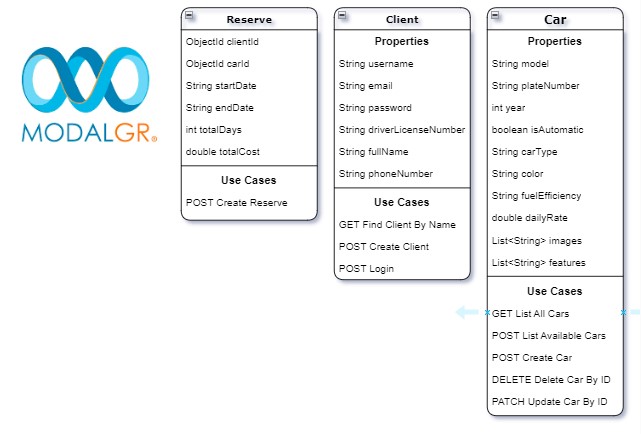 MODALGR®
Reserve
ObjectId clientId
ObjectId carId
String startDate
String endDate
int totalDays
double totalCost
Use Cases
POST Create Reserve
Client
Properties
String username
String email
String password
String driverLicenseNumber
String fullName
String phoneNumber
Use Cases
GET Find Client By Name
POST Create Client
POST Login
Car
Properties
String model
String plateNumber
int year
boolean isAutomatic
String carType
String color
String fuelEfficiency
double dailyRate
List<String> images
List<String> features
Use Cases
GET List All Cars
POST List Available Cars
POST Create Car
DELETE Delete Car By ID
PATCH Update Car By ID